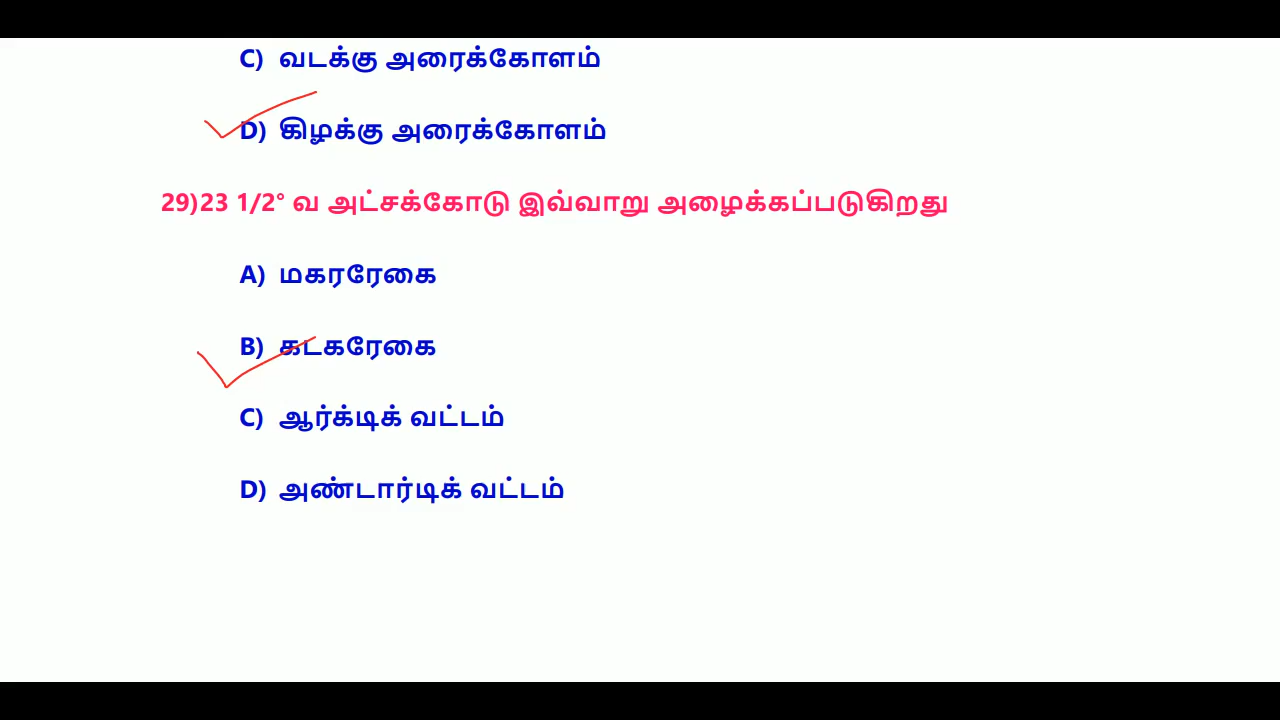 C) வடக்கு அரைக்கோளம்
D) கிழக்கு அரைக்கோளம்
29)23 1/2° வ அட்சக்கோடு இவ்வாறு அழைக்கப்படுகிறது
A) மகரரேகை
B) கடகரேகை
C) ஆர்க்டிக் வட்டம்
D) அண்டார்டிக் வட்டம்